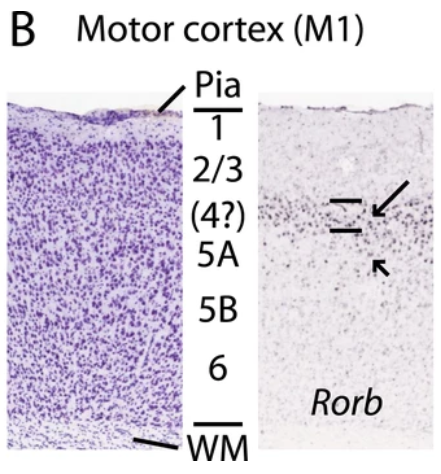 B Motor cortex (M1)
Pia
1
2/3
(4?)
5A
5B
6
Rorb
WM